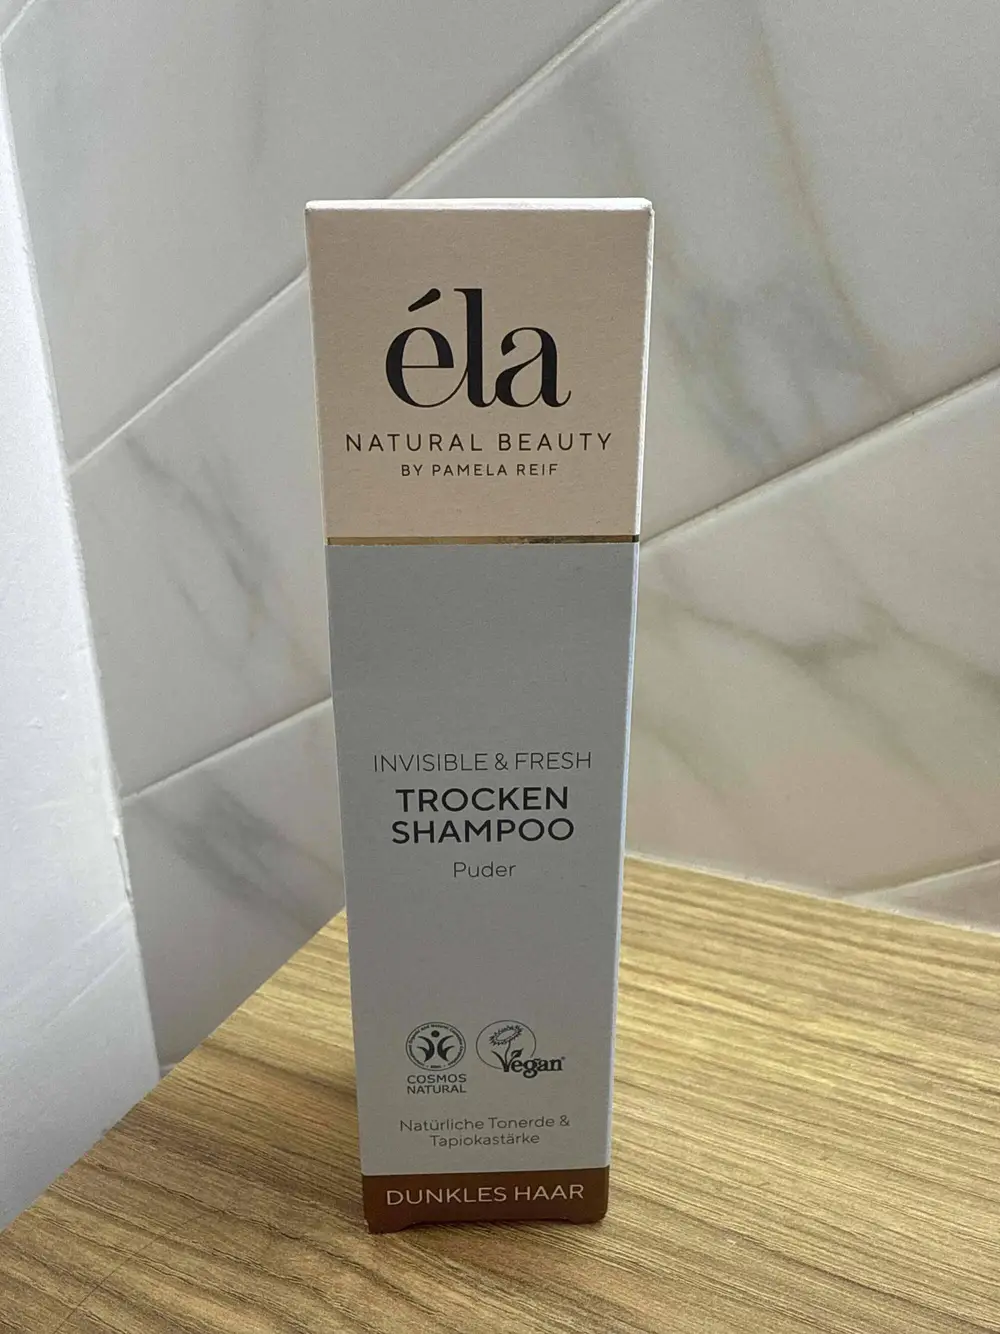 éla
NATURAL BEAUTY
BY PAMELA REIF
INVISIBLE & FRESH
TROCKEN
SHAMPOO
Puder
COSMOS
NATURAL
Vegan
Natürliche Tonerde &
Tapiokastärke
DUNKLES HAAR